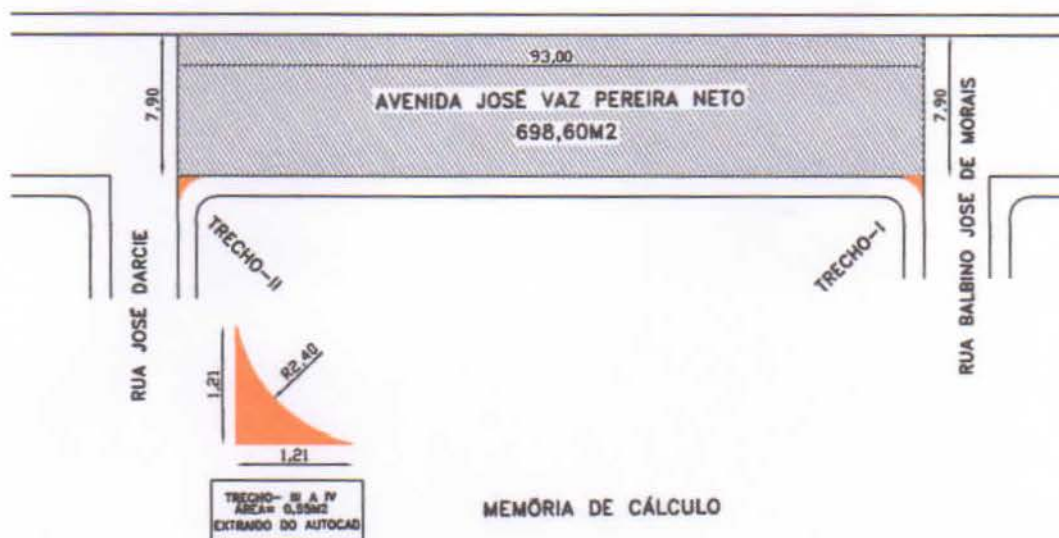 93,00
7,90
AVENIDA JOSÉ VAZ PEREIRA NETO
698,60M2
7,90
RUA JOSÉ DARCIE
TRECHO-II
TRECHO-I
RUA BALBINO JOSÉ DE MORAIS
1,21
R2,40
1,21
TRECHO- III A IV
ÁREA= 0,55M2
EXTRAIDO DO AUTOCAD
MEMÓRIA DE CÁLCULO